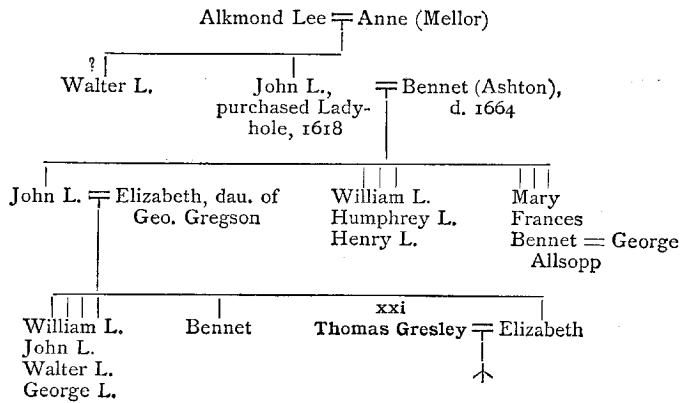 Alkmond Lee = Anne (Mellor)
?
Walter L.
John L., = Bennet (Ashton),
purchased Lady- d. 1664
hole, 1618
John L. = Elizabeth, dau. of
Geo. Gregson
William L.
Humphrey L.
Henry L.
Mary
Frances
Bennet = George
Allsopp
William L.
John L.
Walter L.
George L.
Bennet
xxi
Thomas Gresley = Elizabeth